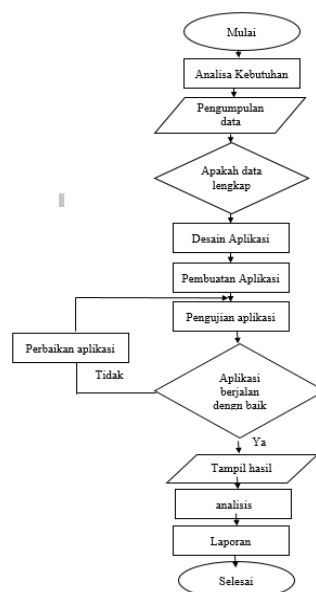 Mulai
Analisa Kebutuhan
Pengumpulan
data
Apakah data
lengkap
Desain Aplikasi
Pembuatan Aplikasi
Pengujian aplikasi
Perbaikan aplikasi
Tidak
Aplikasi
berjalan
dengn baik
Ya
Tampil hasil
analisis
Laporan
Selesai